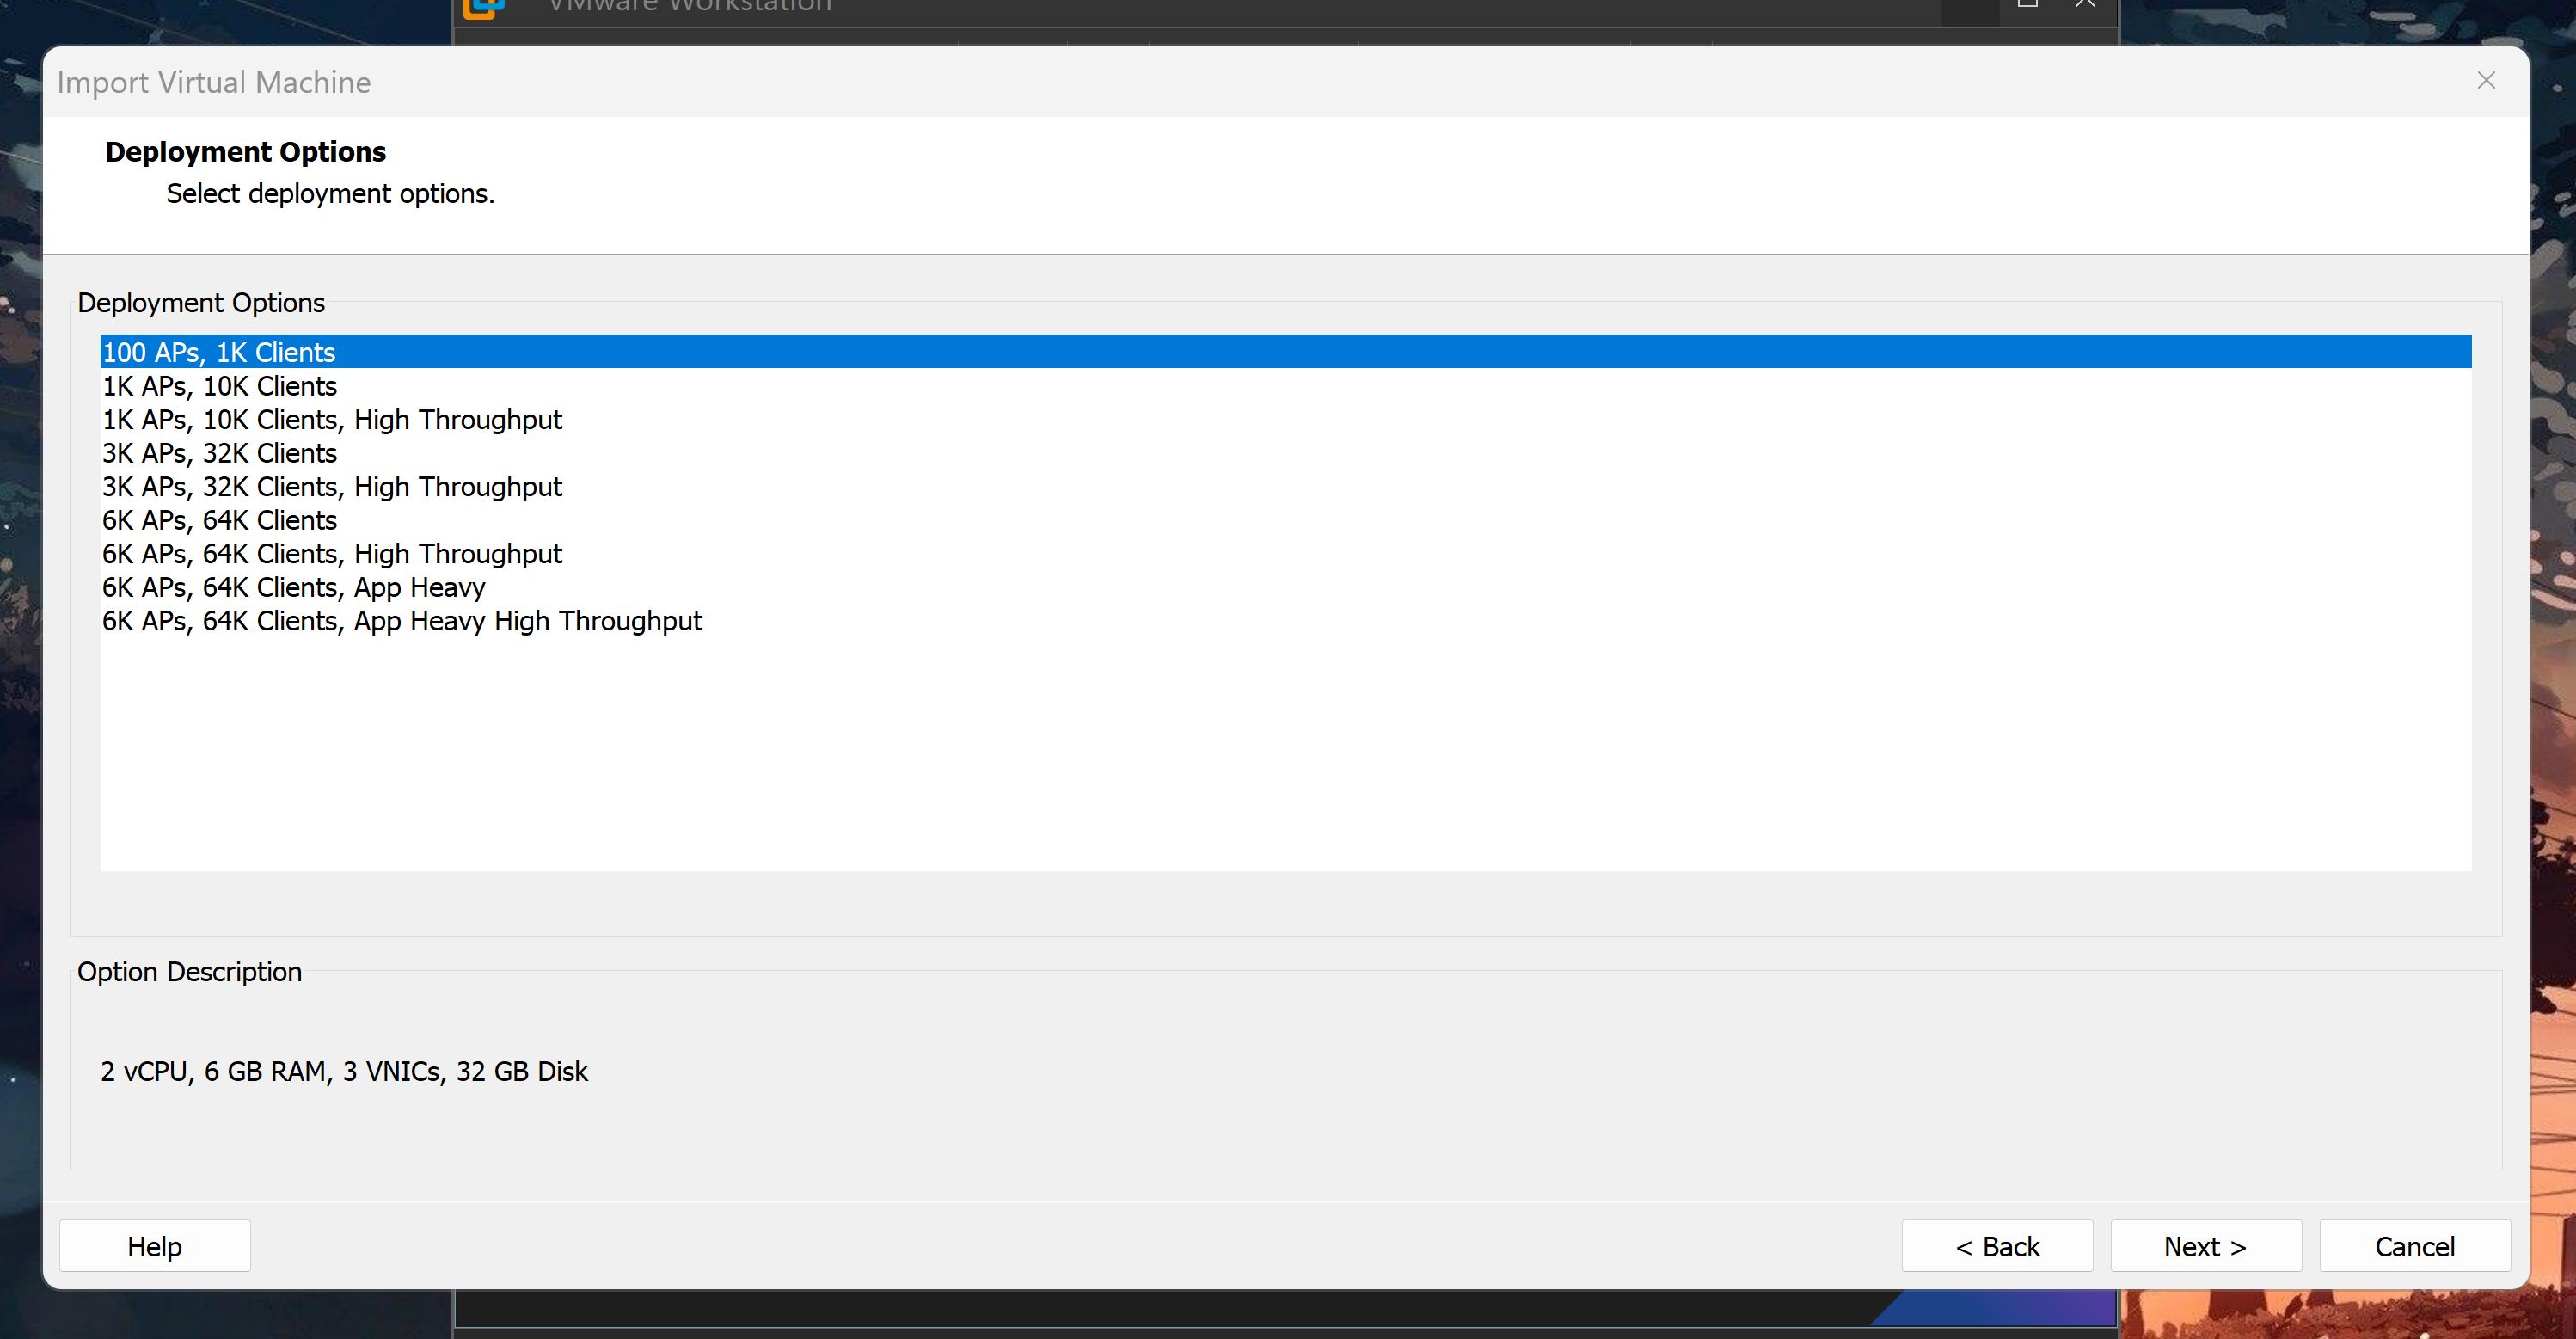 VMware Workstation
Import Virtual Machine
Deployment Options
Select deployment options.
Deployment Options
100 APs, 1K Clients
1K APs, 10K Clients
1K APs, 10K Clients, High Throughput
3K APs, 32K Clients
3K APs, 32K Clients, High Throughput
6K APs, 64K Clients
6K APs, 64K Clients, High Throughput
6K APs, 64K Clients, App Heavy
6K APs, 64K Clients, App Heavy High Throughput
Option Description
2 vCPU, 6 GB RAM, 3 VNICs, 32 GB Disk
Help
< Back
Next >
Cancel